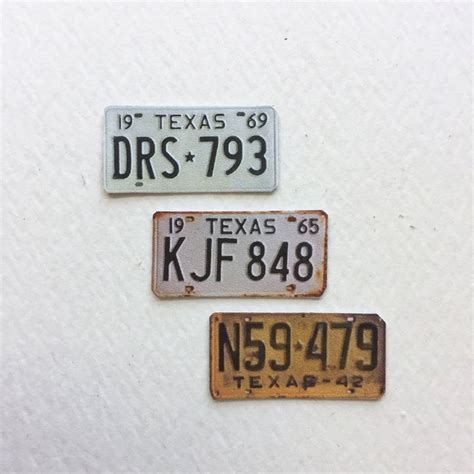 19 TEXAS 69
DRS★793
19 TEXAS 65
KJF 848
N59★479
TEXAS-42